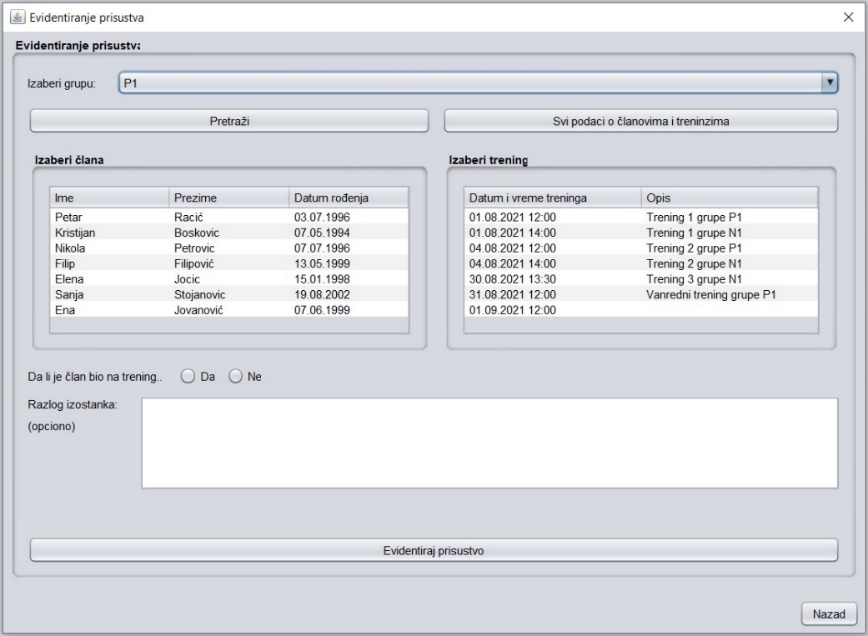 Evidentiranje prisustva
Evidentiranje prisustva
Izaberi grupu: P1
Pretraži Svi podaci o članovima i treninzima
Izaberi člana Izaberi trening
Ime Prezime Datum rođenja Datum i vreme treninga Opis
Petar Racić 03.07.1996 01.08.2021 12:00 Trening 1 grupe P1
Kristijan Boskovic 07.05.1994 01.08.2021 14:00 Trening 1 grupe N1
Nikola Petrovic 07.07.1996 04.08.2021 12:00 Trening 2 grupe P1
Filip Filipović 13.05.1999 04.08.2021 14:00 Trening 2 grupe N1
Elena Jocic 15.01.1998 30.08.2021 13:30 Trening 3 grupe N1
Sanja Stojanovic 19.08.2002 31.08.2021 12:00 Vanredni trening grupe P1
Ena Jovanović 07.06.1999 01.09.2021 12:00
Da li je član bio na trening.. Da Ne
Razlog izostanka:
(opciono)
Evidentiraj prisustvo
Nazad